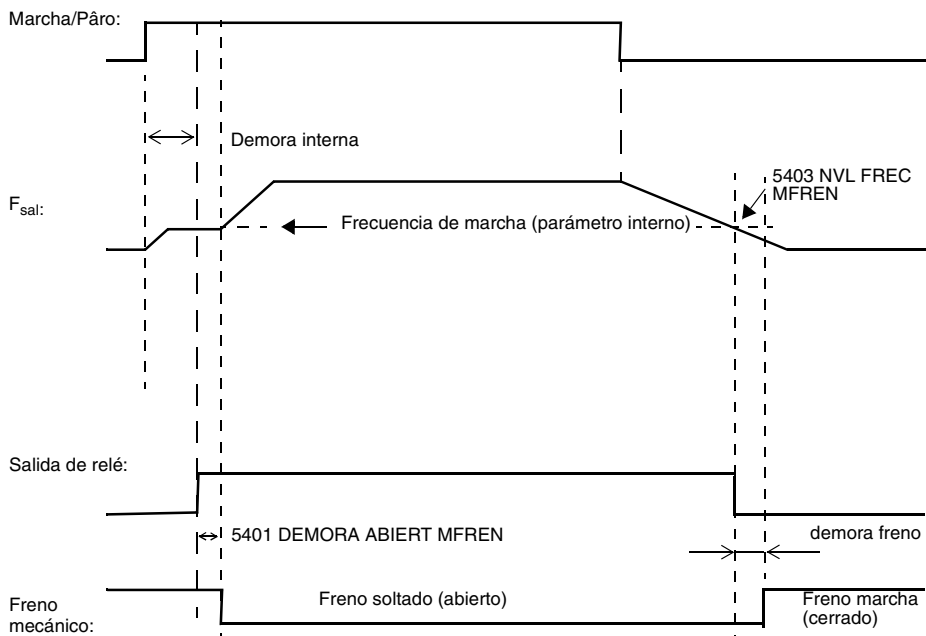 Marcha/Pâro:
Demora interna
5403 NVL FREC
MFREN
Fsal:
Frecuencia de marcha (parámetro interno)
Salida de relé:
5401 DEMORA ABIERT MFREN
demora freno
Freno
mecánico:
Freno soltado (abierto)
Freno marcha
(cerrado)